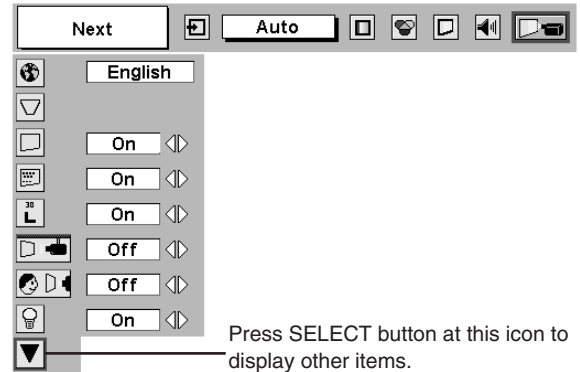 Next
Auto
English
On
On
30
L
On
Off
Off
On
Press SELECT button at this icon to
display other items.